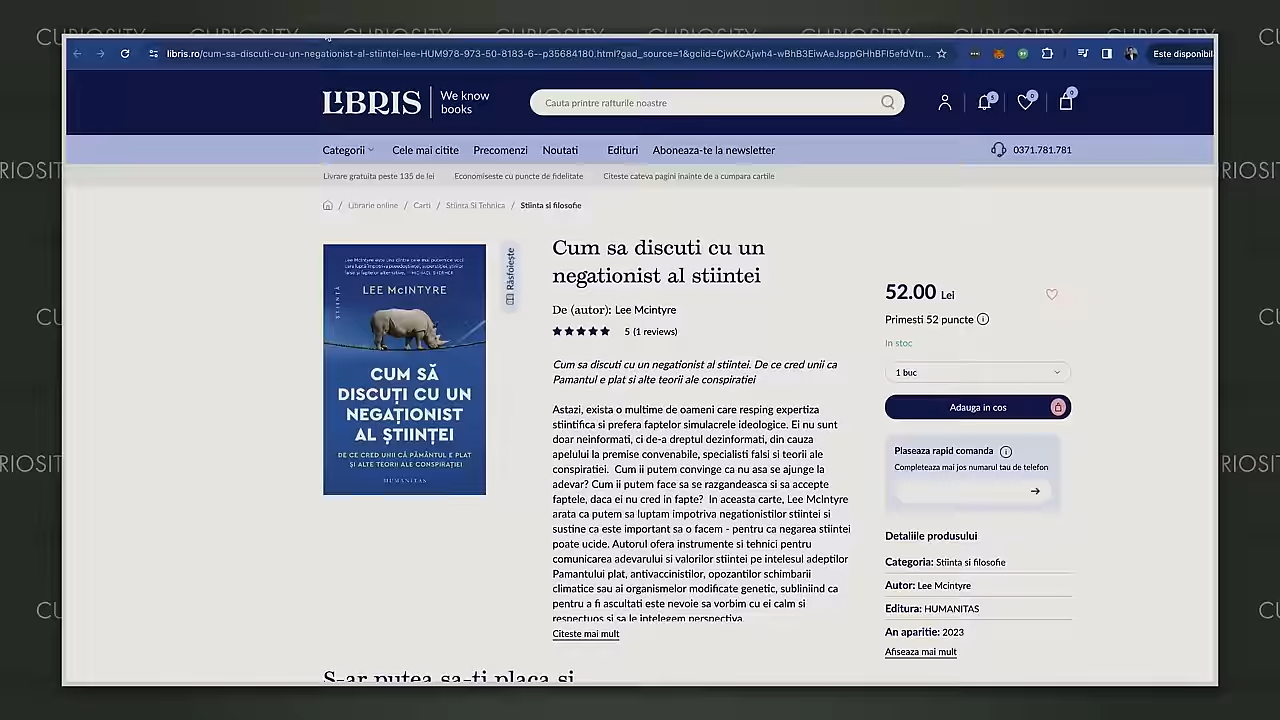 CURIOSITY CURIOSITY CURIOSITY CURIOSITY CURIOSITY CURIOSITY CURIOSITY CURIOSITY
libris.ro/cum-sa-discuti-cu-un-negationist-al-stiintei-lee-HUM978-973-50-8183-6--p35684180.html?gad_source=1&gclid=CjwKCAjwh4-wBhB3EiwAeJsppGHhBFI5efdVtn...
Este disponibil
LIBRIS
We know
books
Cauta printre rafturile noastre
Categorii
Cele mai citite
Precomenzi
Noutati
Edituri
Aboneaza-te la newsletter
0371.781.781
Livrare gratuita peste 135 de lei
Economiseste cu puncte de fidelitate
Citeste cateva pagini inainte de a cumpara cartile
/ Librarie online / Carti / Stiinta Si Tehnica / Stiinta si filosofie
LEE McINTYRE
CUM SĂ
DISCUȚI CU UN
NEGAȚIONIST
AL ȘTIINȚEI
DE CE CRED UNII CĂ PĂMÂNTUL E PLAT
ȘI ALTE TEORII ALE CONSPIRAȚIEI
HUMANITAS
Răsfoiește
Cum sa discuti cu un
negationist al stiintei
De (autor): Lee Mcintyre
5 (1 reviews)
Cum sa discuti cu un negationist al stiintei. De ce cred unii ca
Pamantul e plat si alte teorii ale conspiratiei
Astazi, exista o multime de oameni care resping expertiza
stiintifica si prefera faptelor simulacrele ideologice. Ei nu sunt
doar neinformati, ci de-a dreptul dezinformati, din cauza
apelului la premise convenabile, specialisti falsi si teorii ale
conspiratiei. Cum ii putem convinge ca nu asa se ajunge la
adevar? Cum ii putem face sa se razgandeasca si sa accepte
faptele, daca ei nu cred in fapte? In aceasta carte, Lee McIntyre
arata ca putem sa luptam impotriva negationistilor stiintei si
sustine ca este important sa o facem - pentru ca negarea stiintei
poate ucide. Autorul ofera instrumente si tehnici pentru
comunicarea adevarului si valorilor stiintei pe intelesul adeptilor
Pamantului plat, antivaccinistilor, opozantilor schimbarii
climatice sau ai organismelor modificate genetic, subliniind ca
pentru a fi ascultati este nevoie sa vorbim cu ei calm si
respectuos si sa le intelegem perspectiva.
Citeste mai mult
52.00 Lei
Primesti 52 puncte
In stoc
1 buc
Adauga in cos
Plaseaza rapid comanda
Completeaza mai jos numarul tau de telefon
Detaliile produsului
Categoria: Stiinta si filosofie
Autor: Lee Mcintyre
Editura: HUMANITAS
An aparitie: 2023
Afiseaza mai mult
S-ar putea sa-ti placa si